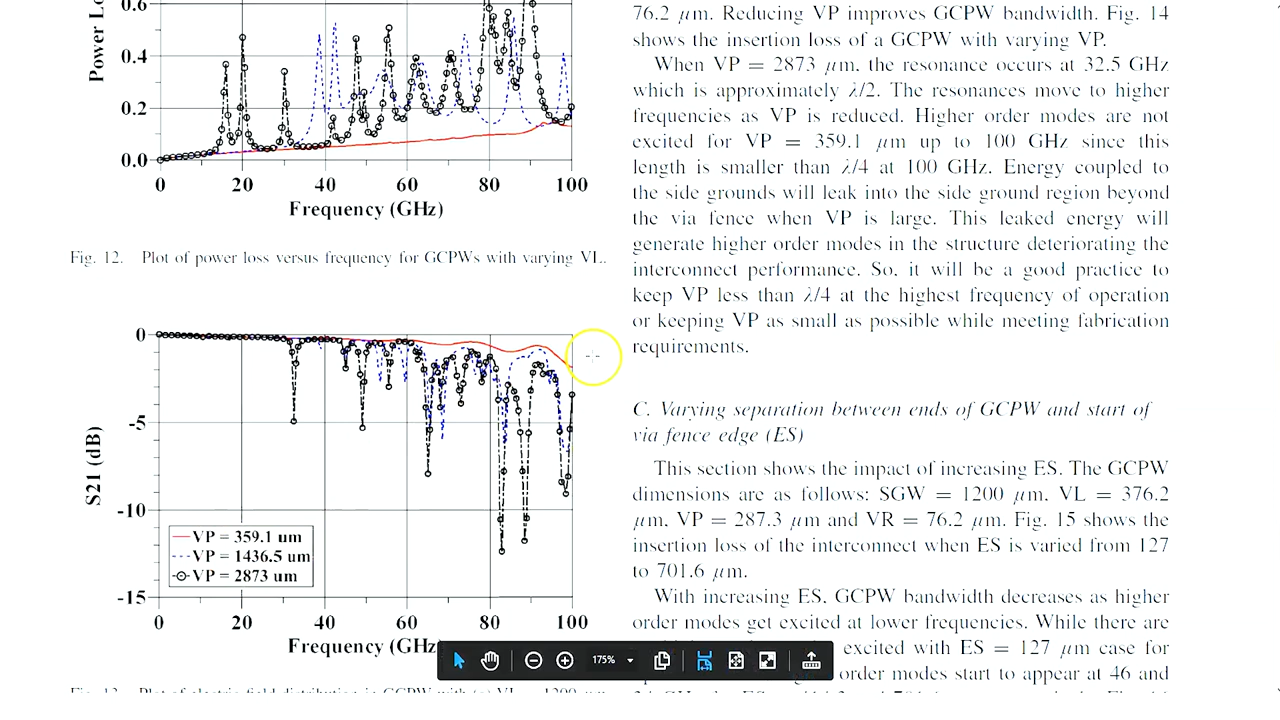 0.6
0.4
0.2
0.0
Power Lo
0 20 40 60 80 100
Frequency (GHz)
Fig. 12. Plot of power loss versus frequency for GCPWs with varying VL.
0
-5
-10
-15
S21 (dB)
VP = 359.1 um
VP = 1436.5 um
VP = 2873 um
0 20 40 60 80 100
Frequency (GHz
76.2 μm. Reducing VP improves GCPW bandwidth. Fig. 14
shows the insertion loss of a GCPW with varying VP.
When VP = 2873 μm, the resonance occurs at 32.5 GHz
which is approximately λ/2. The resonances move to higher
frequencies as VP is reduced. Higher order modes are not
excited for VP = 359.1 μm up to 100 GHz since this
length is smaller than λ/4 at 100 GHz. Energy coupled to
the side grounds will leak into the side ground region beyond
the via fence when VP is large. This leaked energy will
generate higher order modes in the structure deteriorating the
interconnect performance. So, it will be a good practice to
keep VP less than λ/4 at the highest frequency of operation
or keeping VP as small as possible while meeting fabrication
requirements.
C. Varying separation between ends of GCPW and start of
via fence edge (ES)
This section shows the impact of increasing ES. The GCPW
dimensions are as follows: SGW = 1200 μm, VL = 376.2
μm, VP = 287.3 μm and VR = 76.2 μm. Fig. 15 shows the
insertion loss of the interconnect when ES is varied from 127
to 701.6 μm.
With increasing ES, GCPW bandwidth decreases as higher
order modes get excited at lower frequencies. While there are
excited with ES = 127 μm case for
order modes start to appear at 46 and
175%